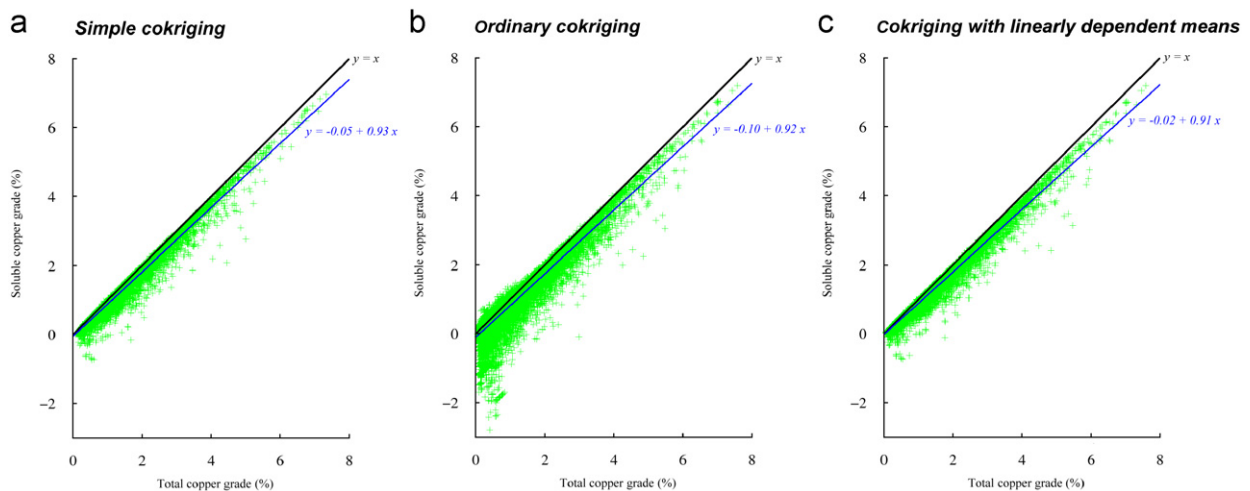 a
Simple cokriging
8
6
4
2
0
−2
0 2 4 6 8
Soluble copper grade (%)
Total copper grade (%)
y = x
y = -0.05 + 0.93 x
b
Ordinary cokriging
8
6
4
2
0
−2
0 2 4 6 8
Soluble copper grade (%)
Total copper grade (%)
y = x
y = -0.10 + 0.92 x
c
Cokriging with linearly dependent means
8
6
4
2
0
−2
0 2 4 6 8
Soluble copper grade (%)
Total copper grade (%)
y = x
y = -0.02 + 0.91 x